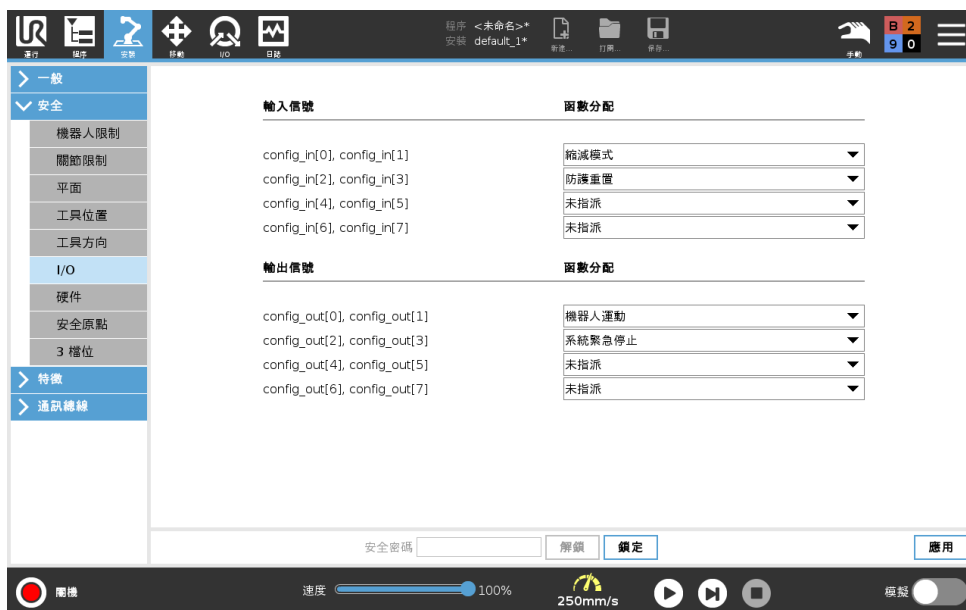 UR
運行
程序
安裝
移動
I/O
日誌
程序 <未命名>*
安裝 default_1*
新建...
打開...
保存...
手動
B 2
9 0
一般
安全
機器人限制
關節限制
平面
工具位置
工具方向
I/O
硬件
安全原點
3 檔位
特徵
通訊總線
輸入信號 函數分配
config_in[0], config_in[1] 縮減模式
config_in[2], config_in[3] 防護重置
config_in[4], config_in[5] 未指派
config_in[6], config_in[7] 未指派
輸出信號 函數分配
config_out[0], config_out[1] 機器人運動
config_out[2], config_out[3] 系統緊急停止
config_out[4], config_out[5] 未指派
config_out[6], config_out[7] 未指派
安全密碼 解鎖 鎖定 應用
關機
速度 100%
250mm/s
模擬